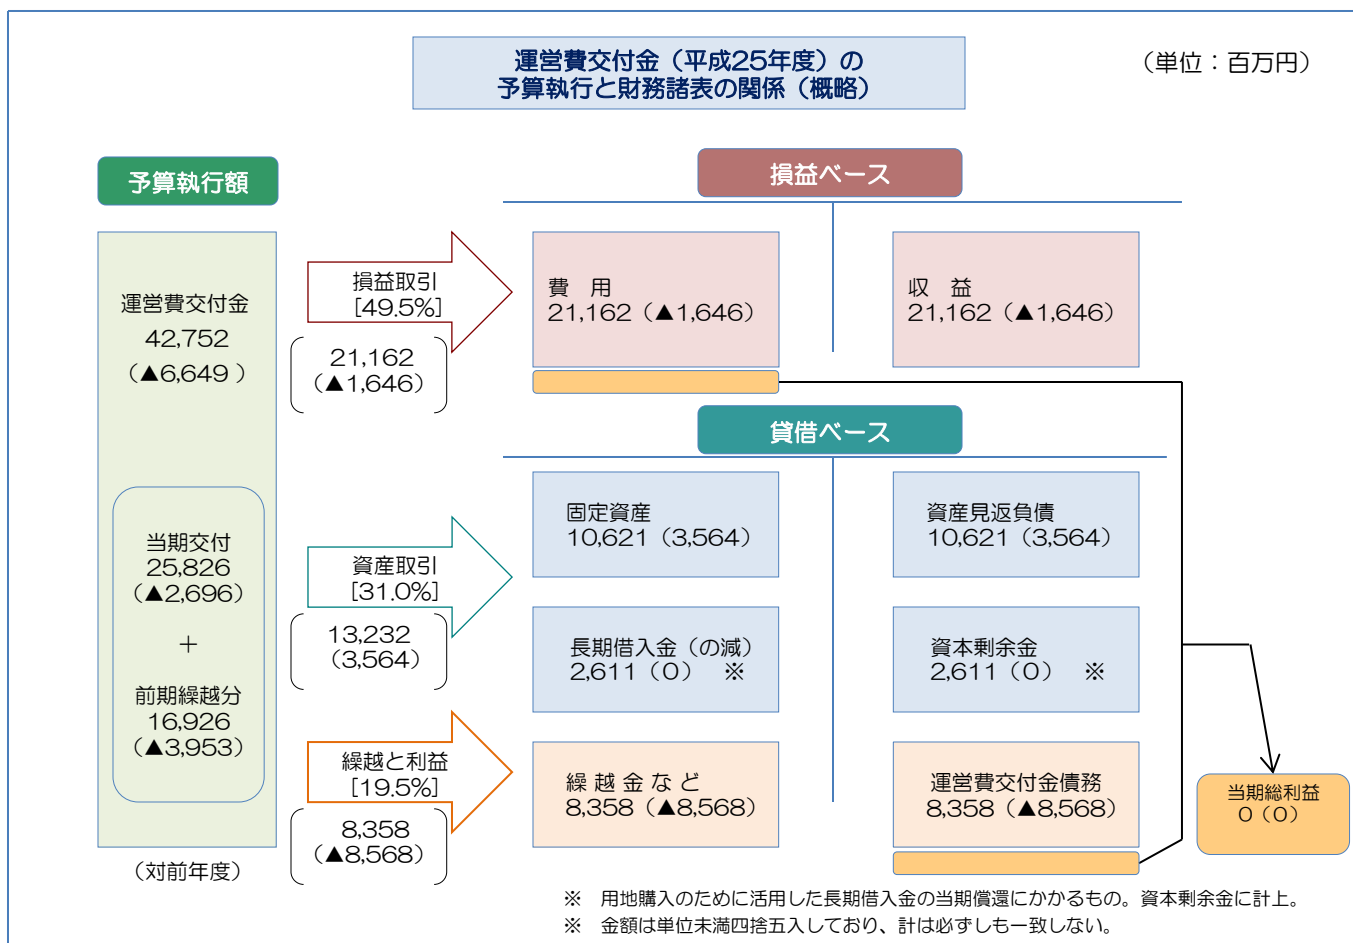 運営費交付金（平成25年度）の
予算執行と財務諸表の関係（概略）
（単位：百万円）
予算執行額
運営費交付金
42,752
（▲6,649 ）
当期交付
25,826
（▲2,696）
＋
前期繰越分
16,926
（▲3,953）
（対前年度）
損益取引
[49.5%]
21,162
（▲1,646）
資産取引
[31.0%]
13,232
（3,564）
繰越と利益
[19.5%]
8,358
（▲8,568）
損益ベース
費　用
21,162（▲1,646）
収　益
21,162（▲1,646）
貸借ベース
固定資産
10,621（3,564）
資産見返負債
10,621（3,564）
長期借入金（の減）
2,611（0）　※
資本剰余金
2,611（0）　※
繰 越 金 な ど
8,358（▲8,568）
運営費交付金債務
8,358（▲8,568）
当期総利益
0（0）
※　用地購入のために活用した長期借入金の当期償還にかかるもの。資本剰余金に計上。
※　金額は単位未満四捨五入しており、計は必ずしも一致しない。